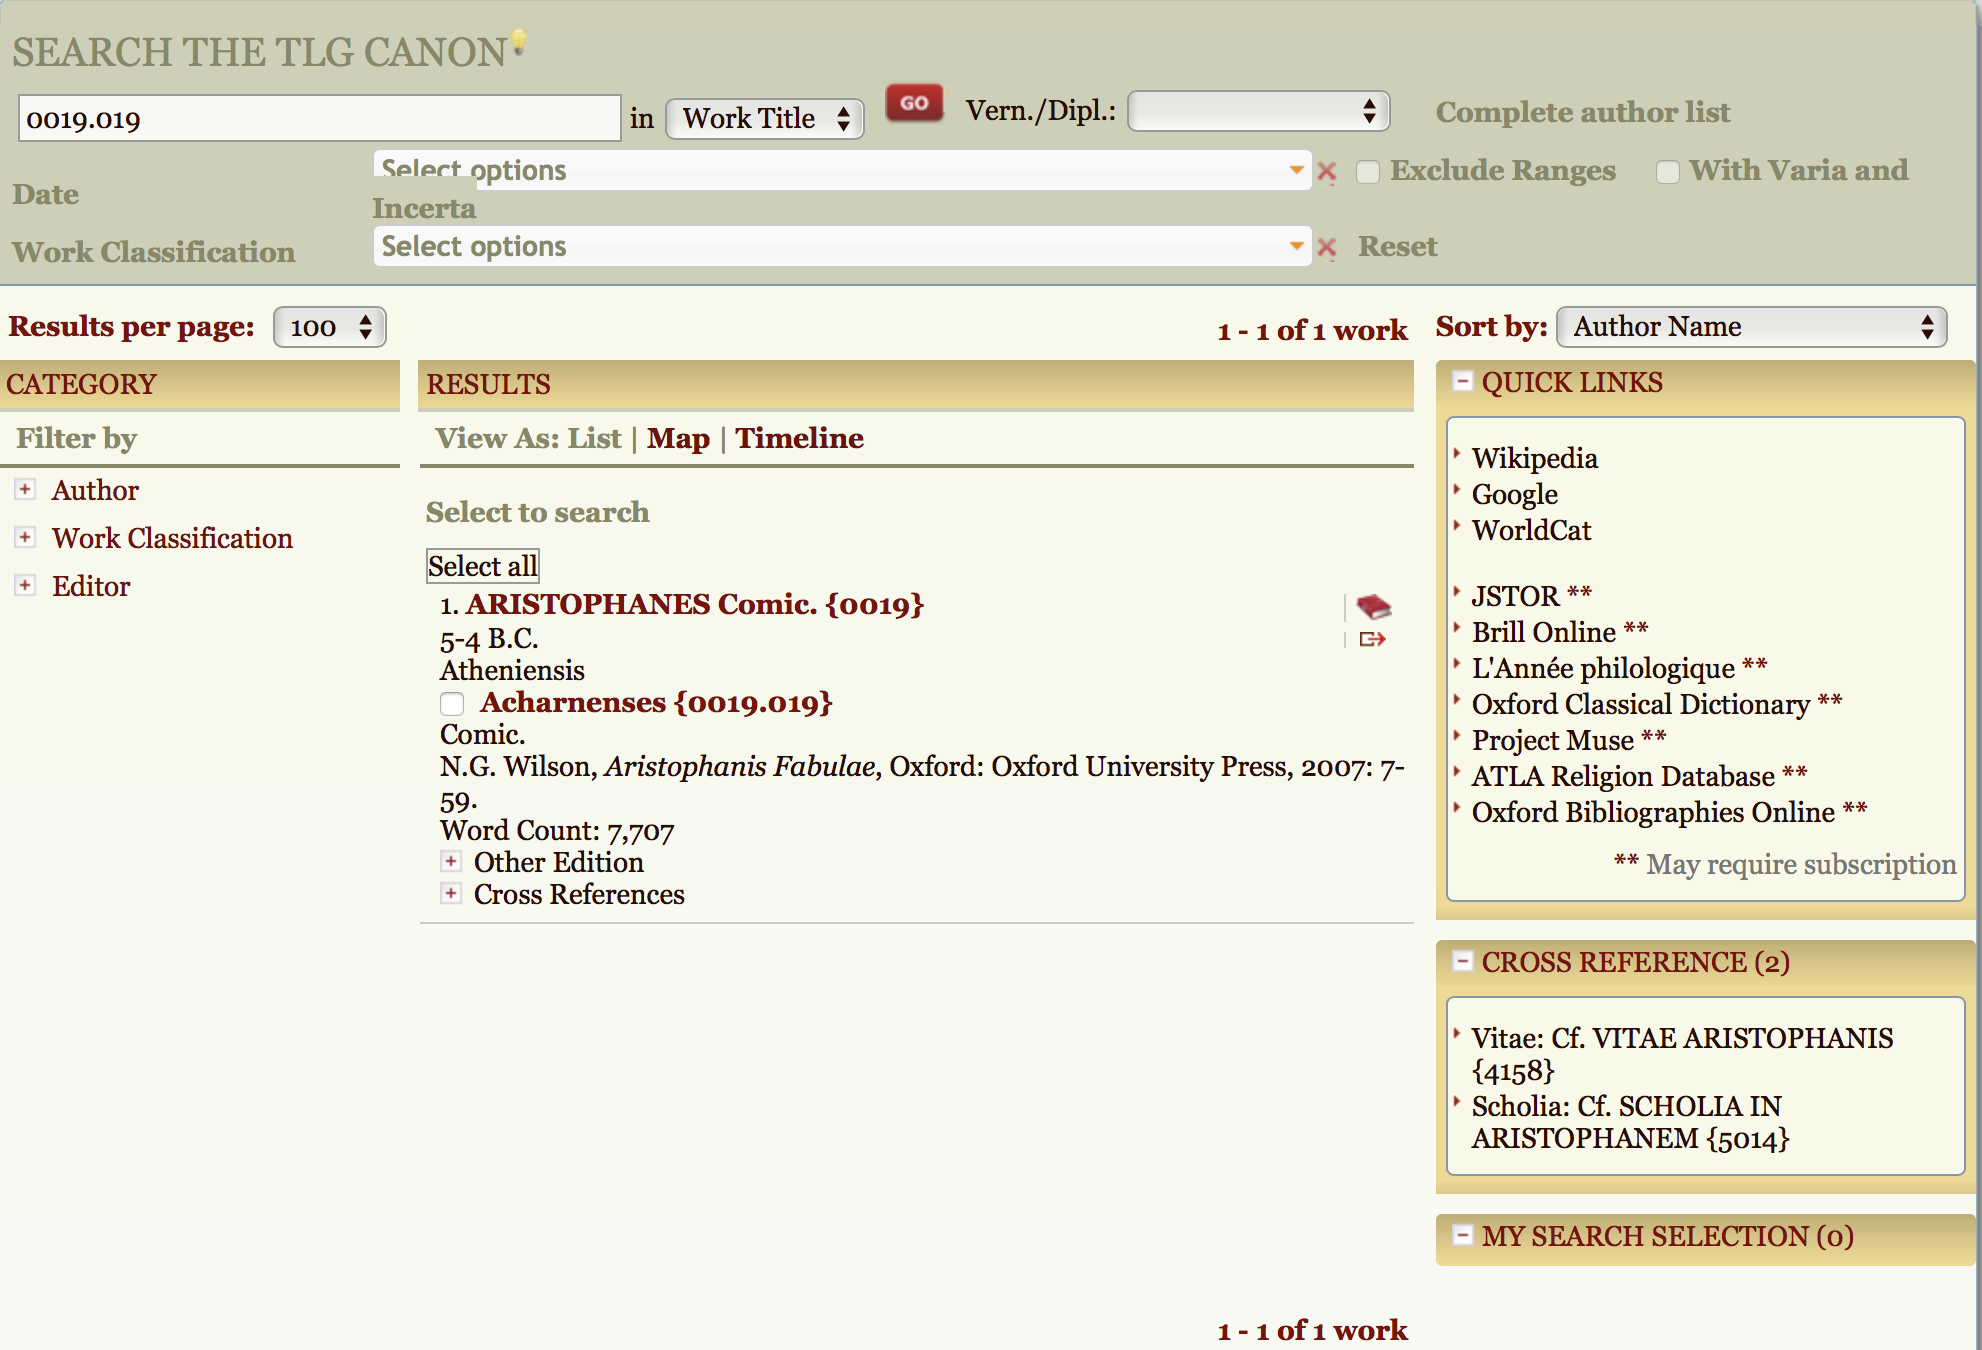 SEARCH THE TLG CANON
0019.019 in Work Title GO Vern./Dipl.: Complete author list
Date Select options Exclude Ranges With Varia and
Incerta
Work Classification Select options Reset
Results per page: 100 1 - 1 of 1 work Sort by: Author Name
CATEGORY
Filter by
Author
Work Classification
Editor
RESULTS
View As: List | Map | Timeline
Select to search
Select all
1. ARISTOPHANES Comic. {0019}
5-4 B.C.
Atheniensis
Acharnenses {0019.019}
Comic.
N.G. Wilson, Aristophanis Fabulae, Oxford: Oxford University Press, 2007: 7-
59.
Word Count: 7,707
Other Edition
Cross References
QUICK LINKS
Wikipedia
Google
WorldCat
JSTOR **
Brill Online **
L'Année philologique **
Oxford Classical Dictionary **
Project Muse **
ATLA Religion Database **
Oxford Bibliographies Online **
** May require subscription
CROSS REFERENCE (2)
Vitae: Cf. VITAE ARISTOPHANIS
{4158}
Scholia: Cf. SCHOLIA IN
ARISTOPHANEM {5014}
MY SEARCH SELECTION (0)
1 - 1 of 1 work